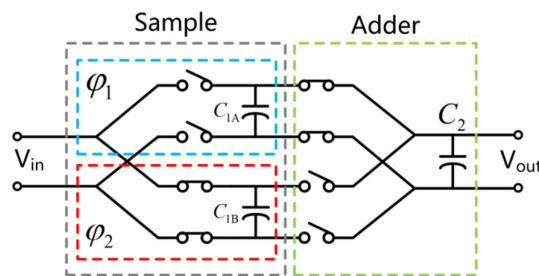 Sample
Adder
φ₁
C₁A
C₂
Vin
Vout
C₁B
φ₂